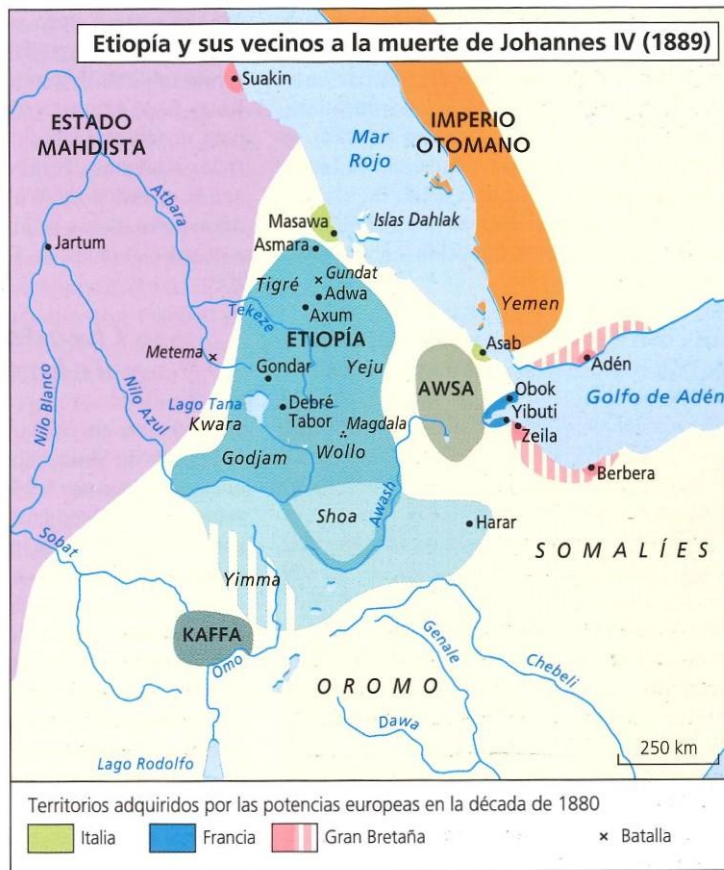 Etiopía y sus vecinos a la muerte de Johannes IV (1889)
Suakin
ESTADO
MAHDISTA
IMPERIO
OTOMANO
Mar
Rojo
Atbara
Masawa
Islas Dahlak
Jartum
Asmara
Gundat
Tigré
Adwa
Axum
Yemen
Tekeze
ETIOPÍA
Metema
Yeju
Asab
Adén
Gondar
AWSA
Obok
Golfo de Adén
Nilo Blanco
Nilo Azul
Lago Tana
Debré
Tabor
Yibuti
Kwara
Magdala
Zeila
Godjam
Wollo
Berbera
Shoa
Awash
Harar
Sobat
SOMALÍES
Yimma
KAFFA
Omo
Genale
Chebeli
OROMO
Dawa
Lago Rodolfo
250 km
Territorios adquiridos por las potencias europeas en la década de 1880
Italia Francia Gran Bretaña × Batalla